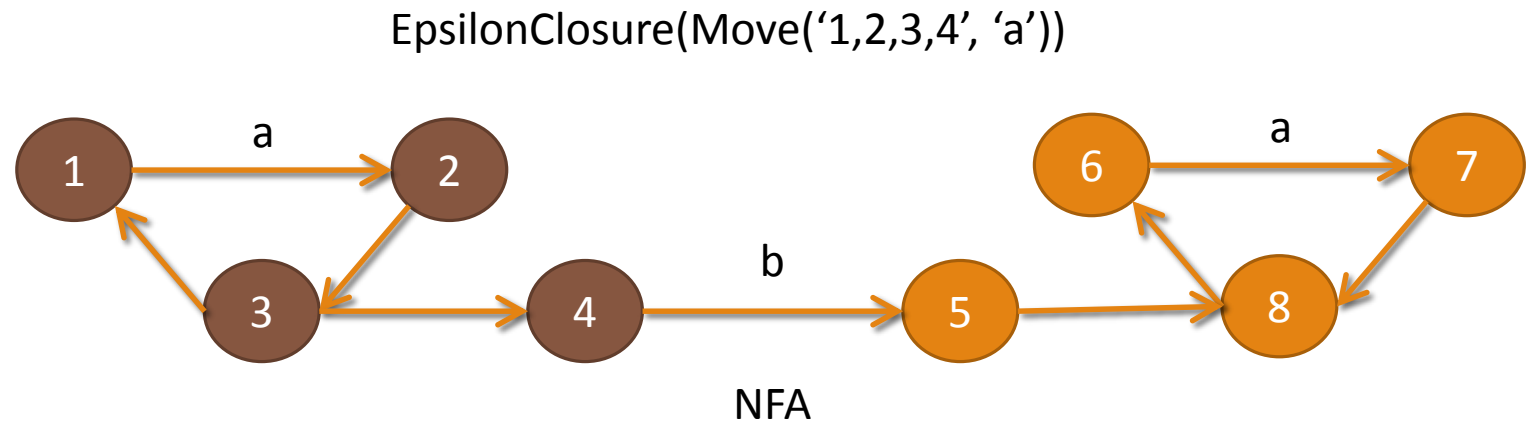 EpsilonClosure(Move(‘1,2,3,4’, ‘a’))
a
a
1
2
6
7
b
3
4
5
8
NFA